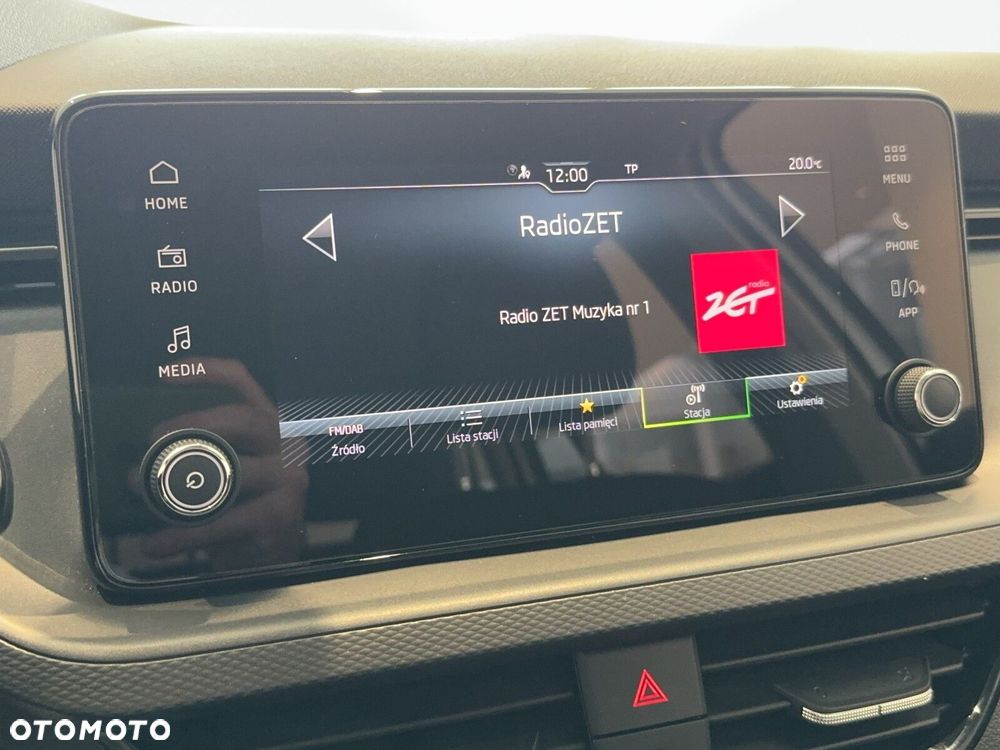 HOME
RADIO
MEDIA
12:00
TP
20.0°C
RadioZET
Radio ZET Muzyka nr 1
radio
ZET
FM/DAB
Źródło
Lista stacji
Lista pamięci
Stacja
Ustawienia
MENU
PHONE
APP
OTOMOTO